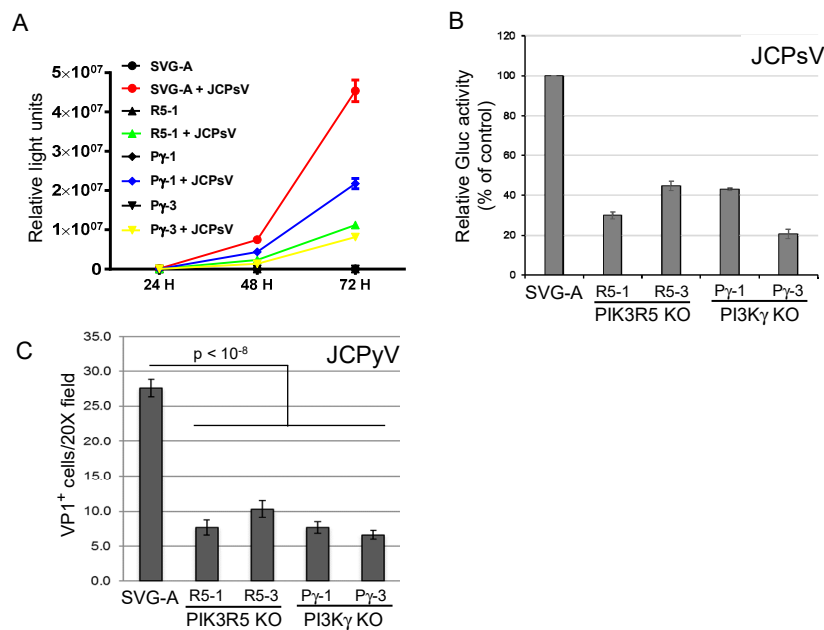 A
Relative light units
5×10⁰⁷
4×10⁰⁷
3×10⁰⁷
2×10⁰⁷
1×10⁰⁷
0
24 H
48 H
72 H
SVG-A
SVG-A + JCPsV
R5-1
R5-1 + JCPsV
Pγ-1
Pγ-1 + JCPsV
Pγ-3
Pγ-3 + JCPsV
B
JCPsV
Relative Gluc activity
(% of control)
120
100
80
60
40
20
0
SVG-A
R5-1
R5-3
Pγ-1
Pγ-3
PIK3R5 KO
PI3Kγ KO
C
JCPyV
p < 10⁻⁸
VP1⁺ cells/20X field
35.0
30.0
25.0
20.0
15.0
10.0
5.0
0.0
SVG-A
R5-1
R5-3
Pγ-1
Pγ-3
PIK3R5 KO
PI3Kγ KO